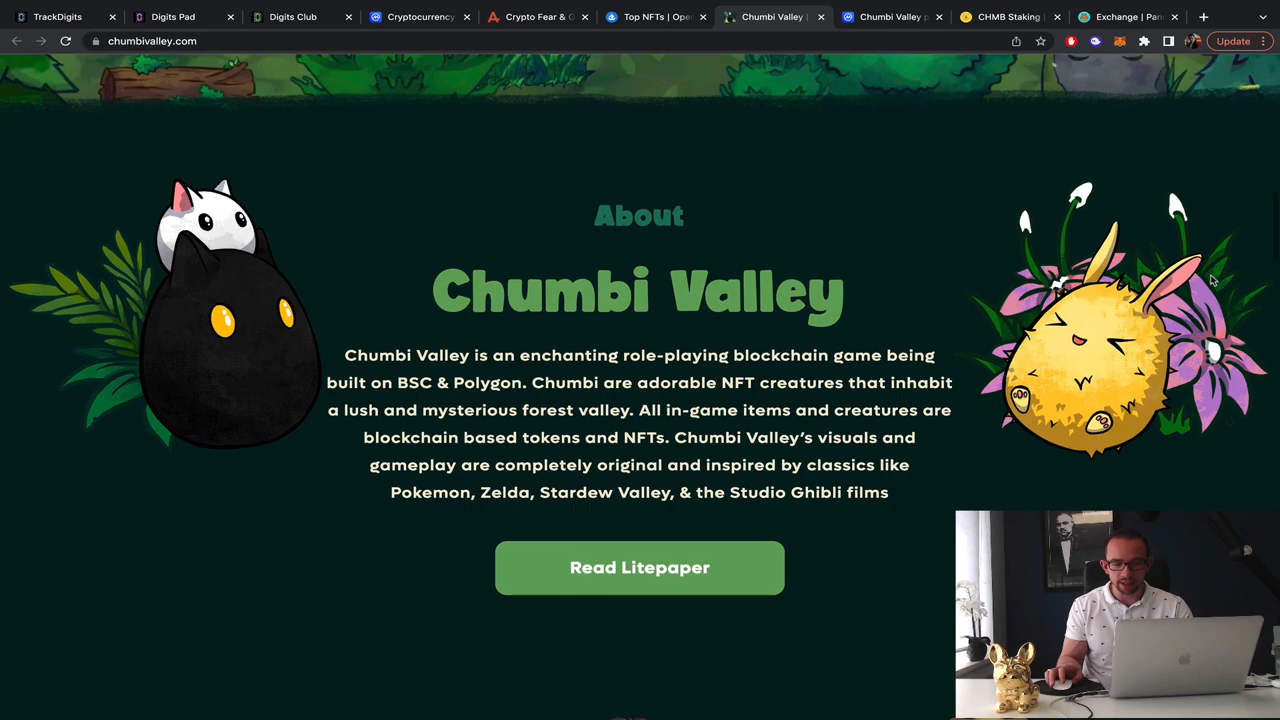 TrackDigits
Digits Pad
Digits Club
Cryptocurrency
Crypto Fear & G
Top NFTs | Ope
Chumbi Valley |
Chumbi Valley p
CHMB Staking |
Exchange | Pan
chumbivalley.com
Update
About
Chumbi Valley
Chumbi Valley is an enchanting role-playing blockchain game being
built on BSC & Polygon. Chumbi are adorable NFT creatures that inhabit
a lush and mysterious forest valley. All in-game items and creatures are
blockchain based tokens and NFTs. Chumbi Valley's visuals and
gameplay are completely original and inspired by classics like
Pokemon, Zelda, Stardew Valley, & the Studio Ghibli films
Read Litepaper